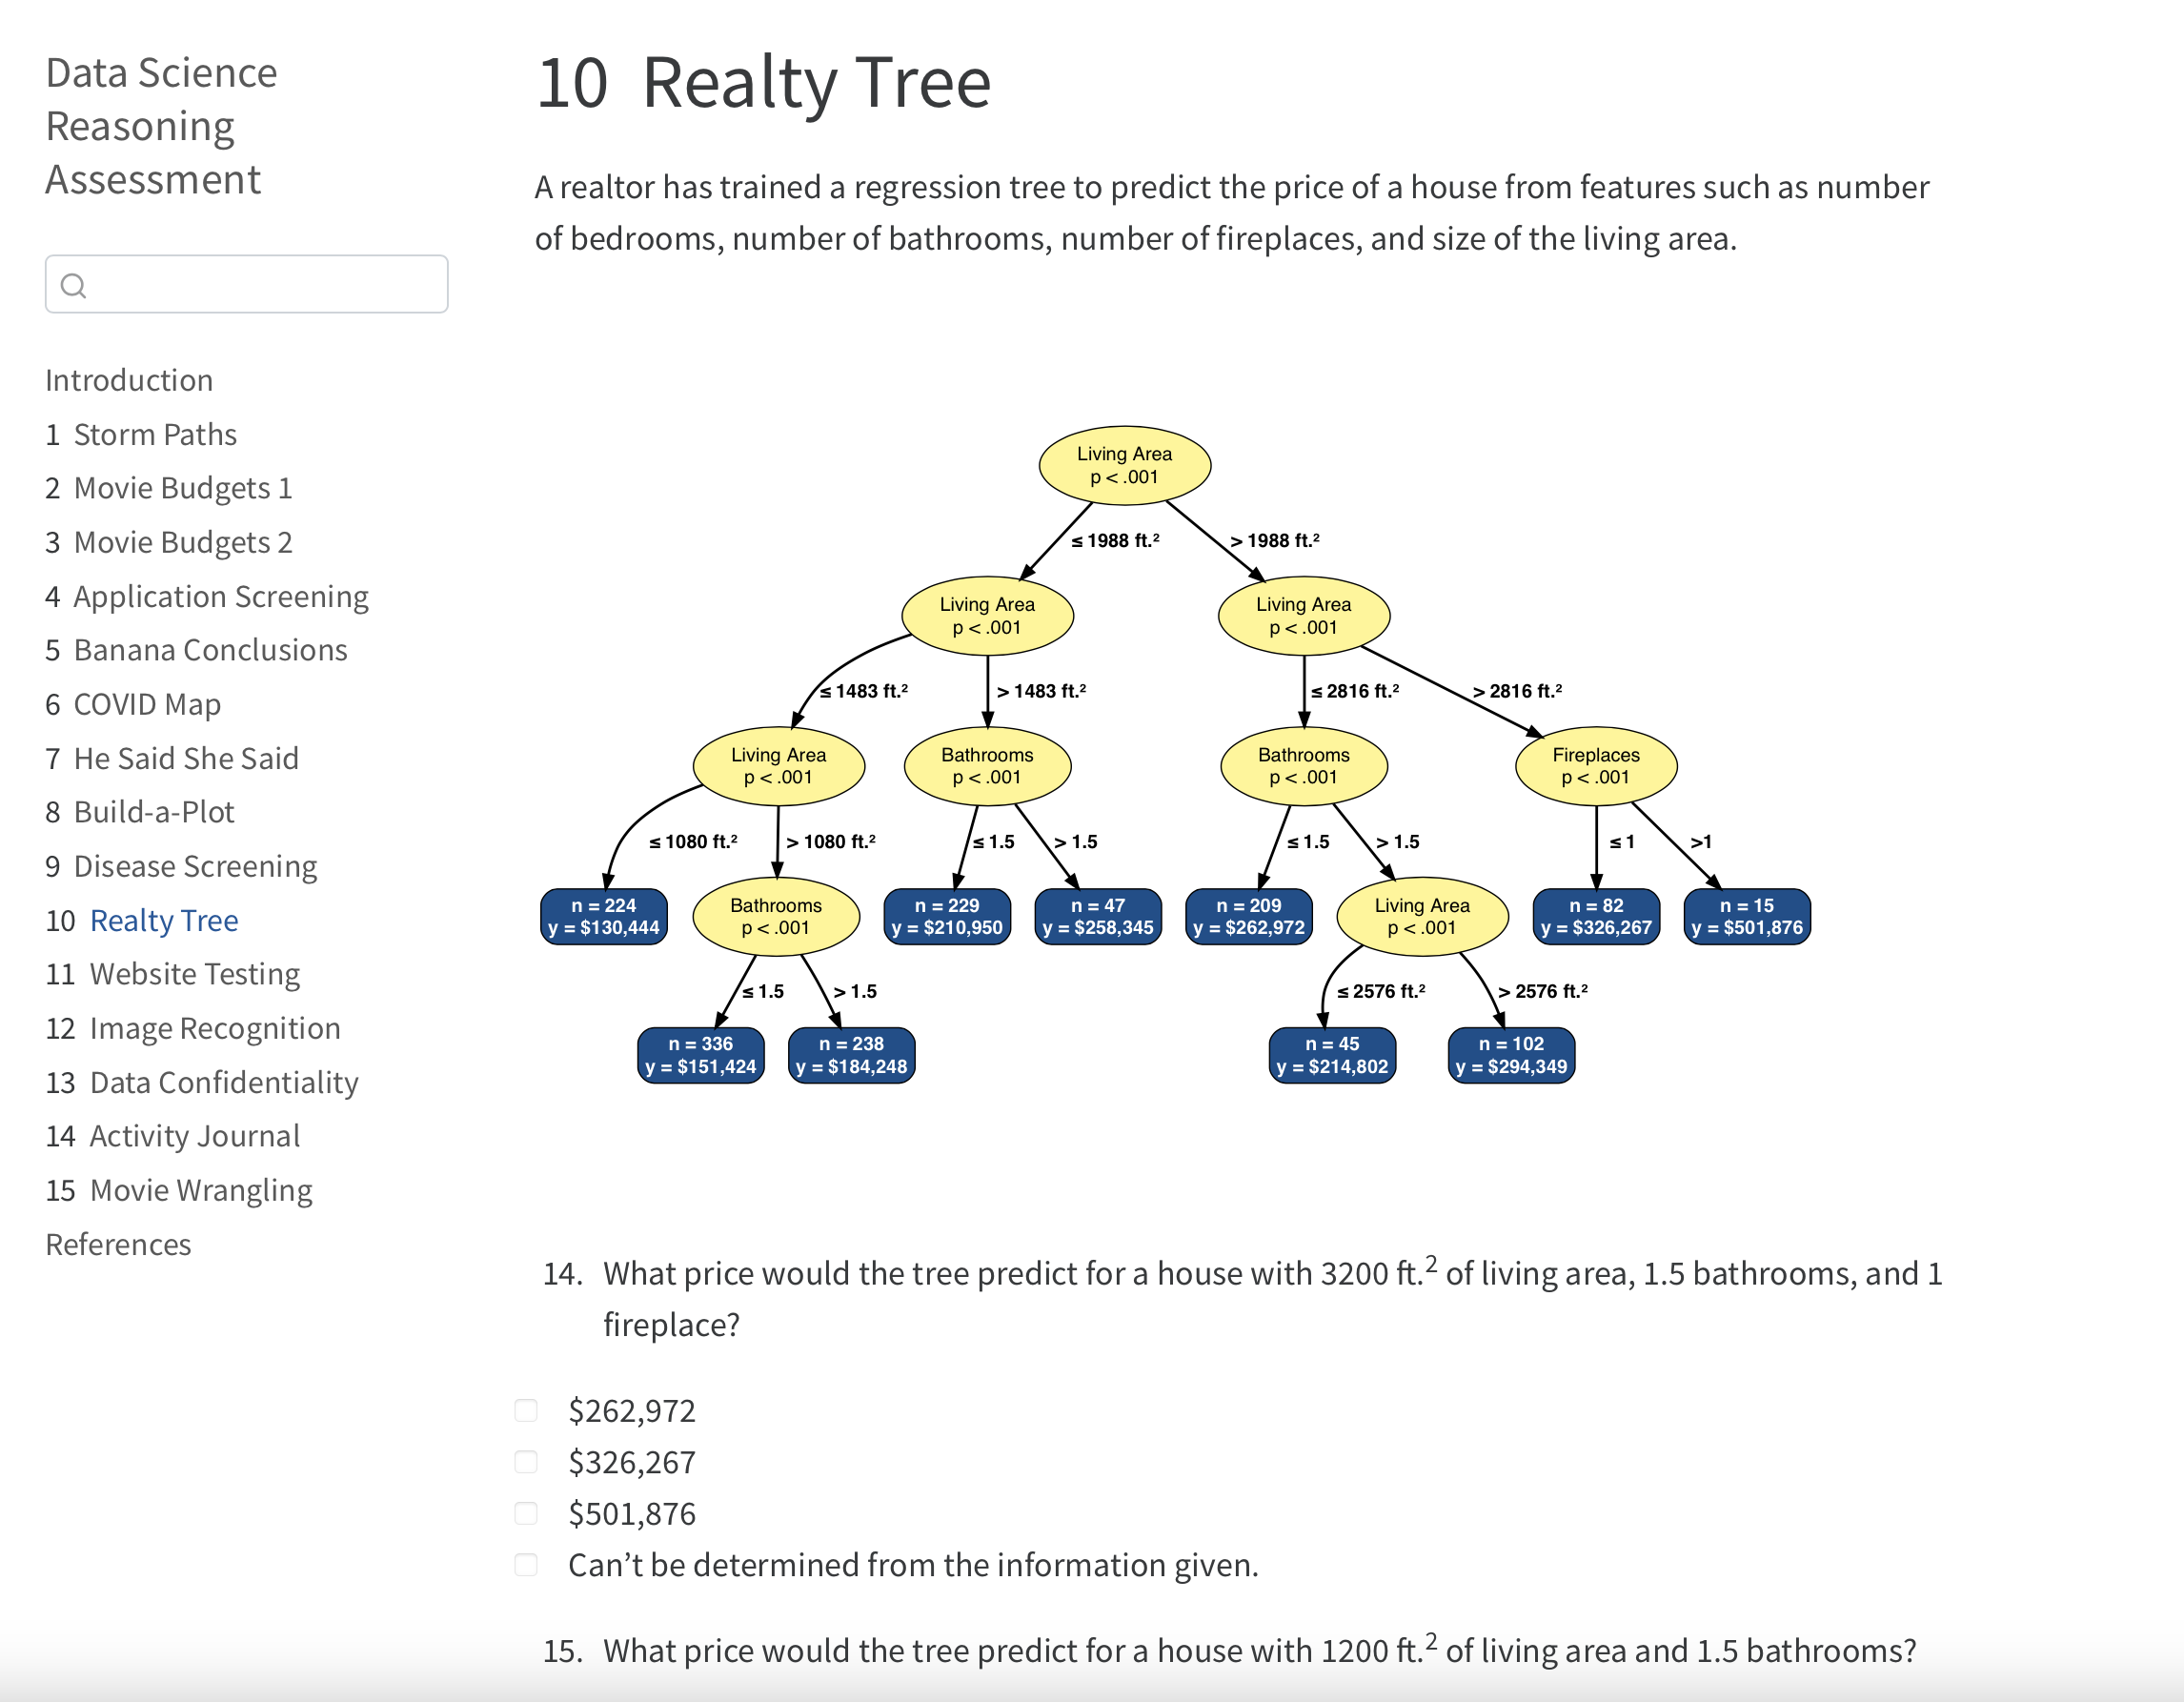 Data Science
Reasoning
Assessment
Introduction
1 Storm Paths
2 Movie Budgets 1
3 Movie Budgets 2
4 Application Screening
5 Banana Conclusions
6 COVID Map
7 He Said She Said
8 Build-a-Plot
9 Disease Screening
10 Realty Tree
11 Website Testing
12 Image Recognition
13 Data Confidentiality
14 Activity Journal
15 Movie Wrangling
References
10 Realty Tree
A realtor has trained a regression tree to predict the price of a house from features such as number
of bedrooms, number of bathrooms, number of fireplaces, and size of the living area.
Living Area
p < .001
≤ 1988 ft.²
> 1988 ft.²
Living Area
p < .001
Living Area
p < .001
≤ 1483 ft.²
> 1483 ft.²
≤ 2816 ft.²
> 2816 ft.²
Living Area
p < .001
Bathrooms
p < .001
Bathrooms
p < .001
Fireplaces
p < .001
≤ 1080 ft.²
> 1080 ft.²
≤ 1.5
> 1.5
≤ 1.5
> 1.5
≤ 1
>1
n = 224
y = $130,444
Bathrooms
p < .001
n = 229
y = $210,950
n = 47
y = $258,345
n = 209
y = $262,972
Living Area
p < .001
n = 82
y = $326,267
n = 15
y = $501,876
≤ 1.5
> 1.5
≤ 2576 ft.²
> 2576 ft.²
n = 336
y = $151,424
n = 238
y = $184,248
n = 45
y = $214,802
n = 102
y = $294,349
14. What price would the tree predict for a house with 3200 ft.² of living area, 1.5 bathrooms, and 1
fireplace?
$262,972
$326,267
$501,876
Can’t be determined from the information given.
15. What price would the tree predict for a house with 1200 ft.² of living area and 1.5 bathrooms?